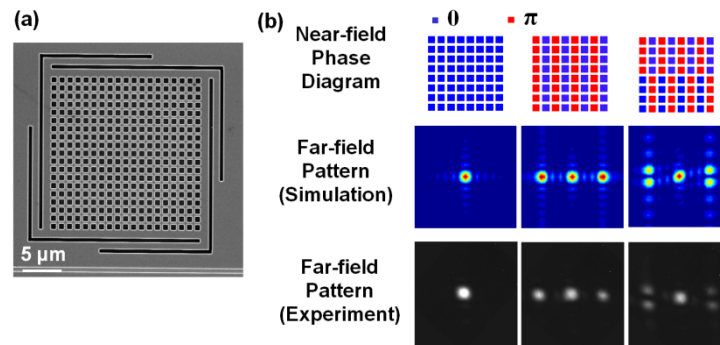 (a)
5 μm
(b)
0
π
Near-field
Phase
Diagram
Far-field
Pattern
(Simulation)
Far-field
Pattern
(Experiment)